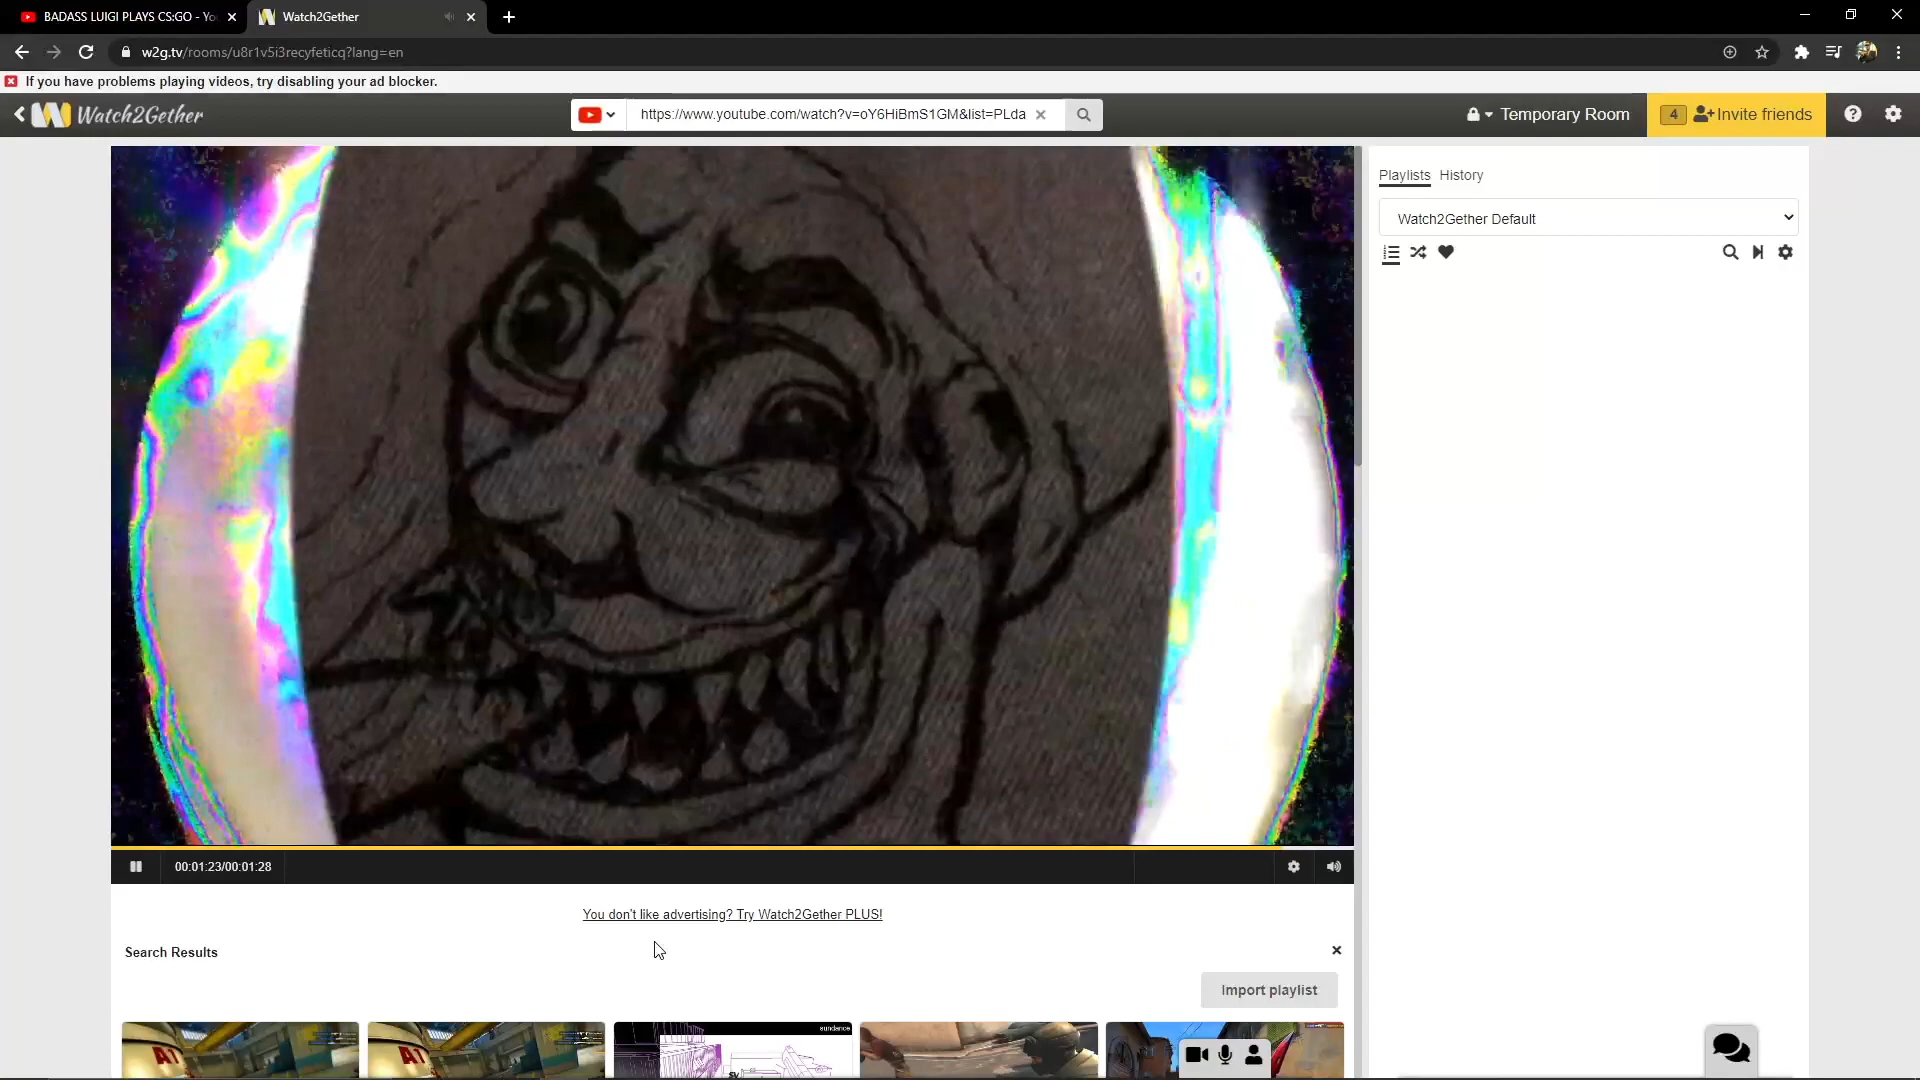 BADASS LUIGI PLAYS CS:GO - Yo
Watch2Gether
w2g.tv/rooms/u8r1v5i3recyfeticq?lang=en
If you have problems playing videos, try disabling your ad blocker.
Watch2Gether
https://www.youtube.com/watch?v=oY6HiBmS1GM&list=PLda
Temporary Room
4
Invite friends
Playlists History
Watch2Gether Default
00:01:23/00:01:28
You don't like advertising? Try Watch2Gether PLUS!
Search Results
Import playlist
sundance
A1
A1